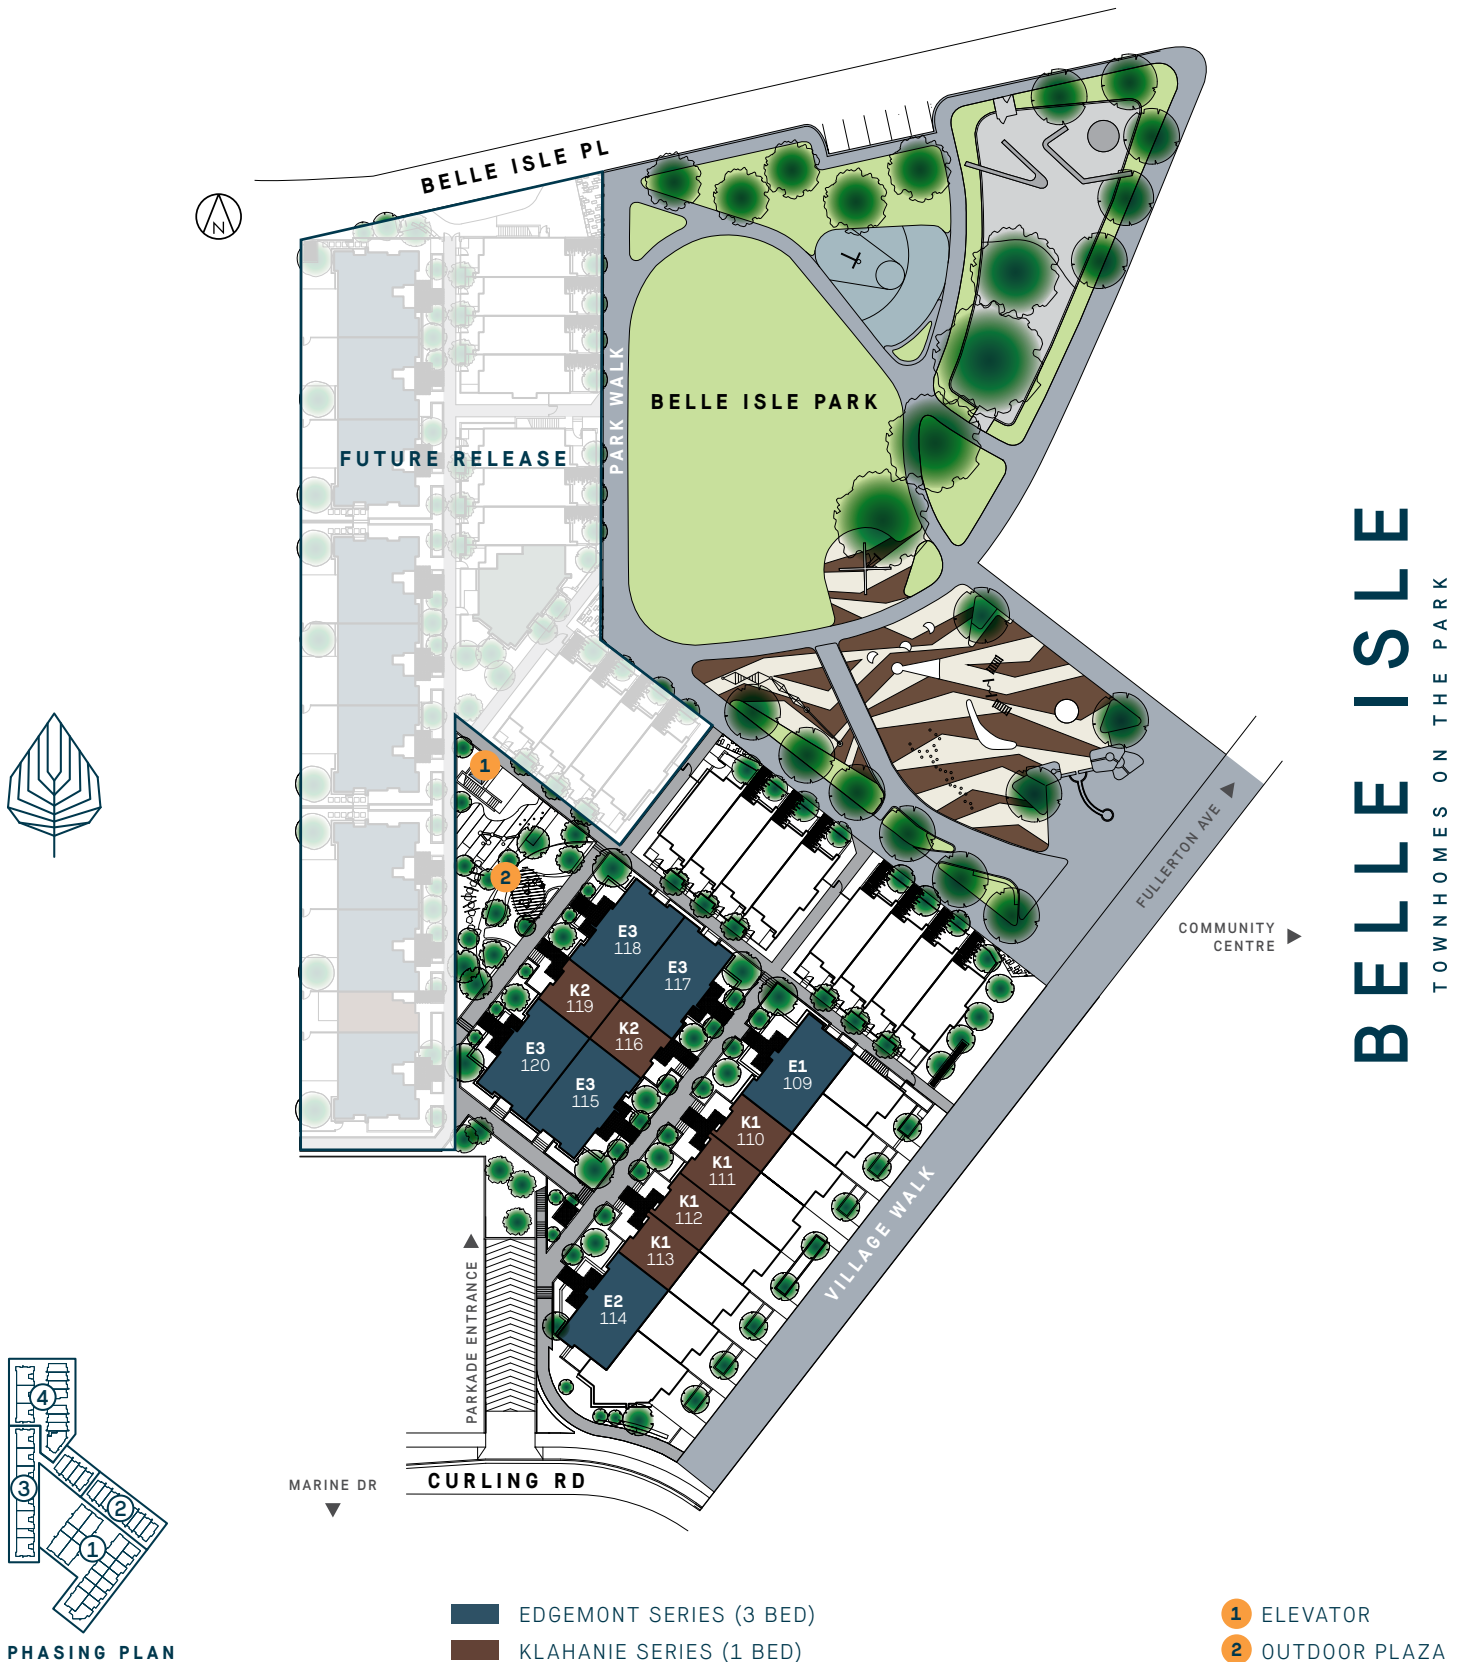 BELLE ISLE PL
N
PARK WALK
BELLE ISLE PARK
FUTURE RELEASE
BELLE ISLE
TOWNHOMES ON THE PARK
1
2
FULLERTON AVE
COMMUNITY
CENTRE
E3
118
E3
117
K2
119
K2
116
E3
120
E3
115
E1
109
K1
110
K1
111
K1
112
K1
113
E2
114
VILLAGE WALK
PARKADE ENTRANCE
MARINE DR
CURLING RD
4
3
2
1
PHASING PLAN
EDGEMONT SERIES (3 BED)
KLAHANIE SERIES (1 BED)
1 ELEVATOR
2 OUTDOOR PLAZA